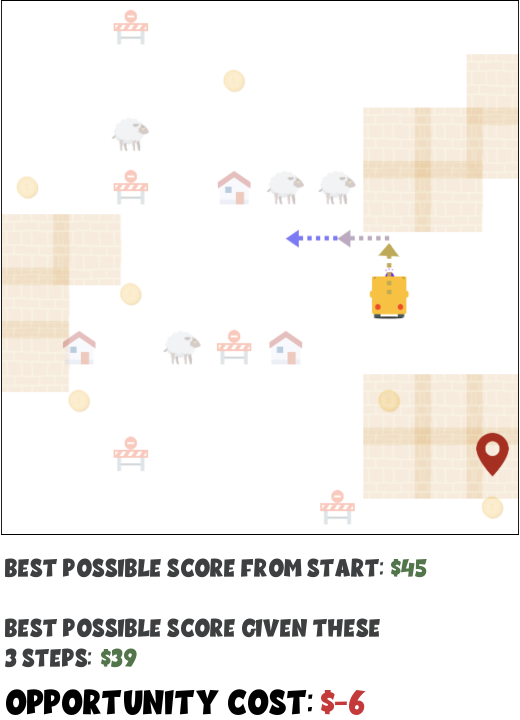 BEST POSSIBLE SCORE FROM START: $45
BEST POSSIBLE SCORE GIVEN THESE
3 STEPS: $39
OPPORTUNITY COST: $-6